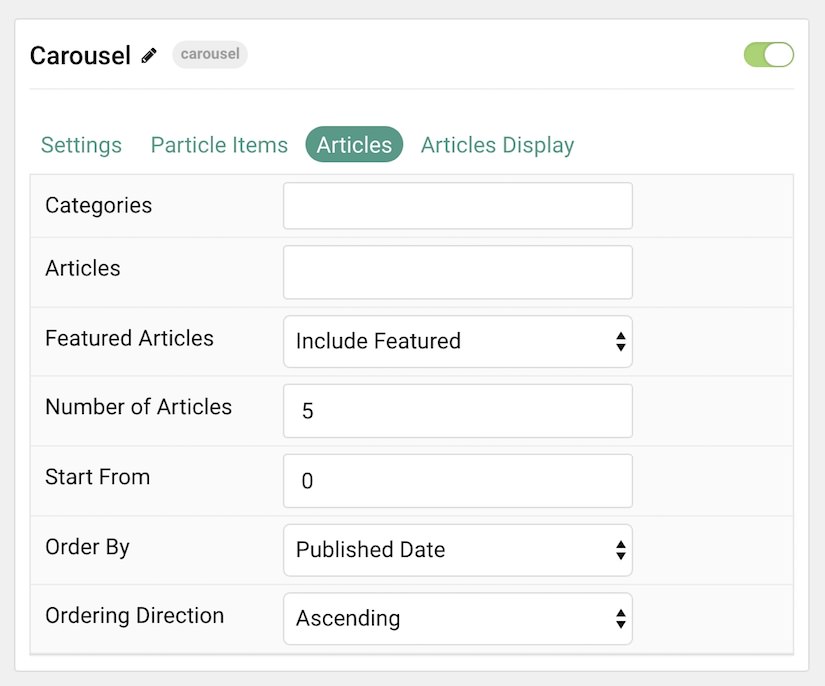 Carousel carousel
Settings Particle Items Articles Articles Display
Categories
Articles
Featured Articles Include Featured
Number of Articles 5
Start From 0
Order By Published Date
Ordering Direction Ascending